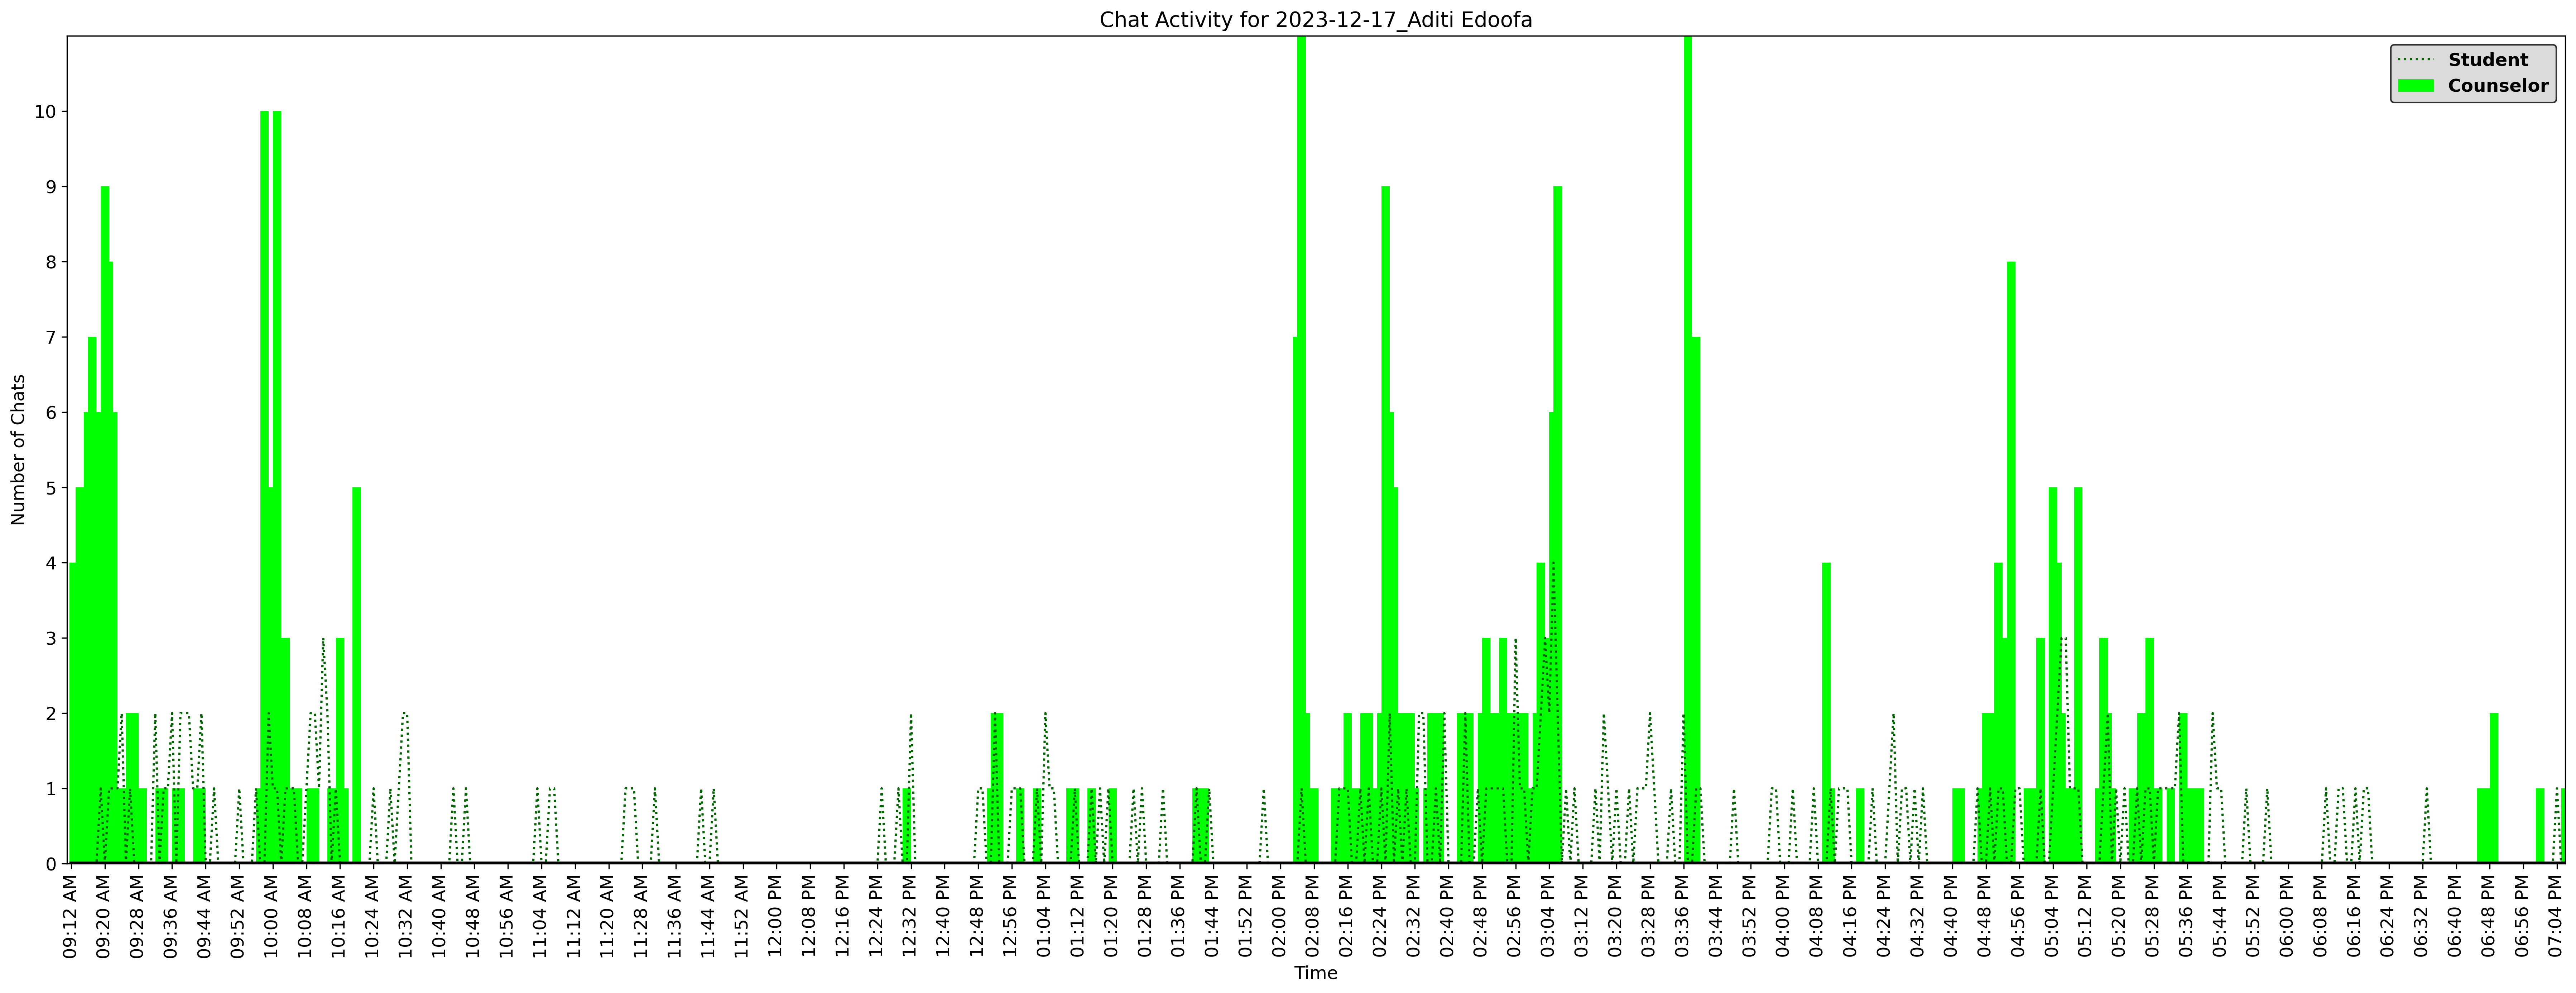 Chat Activity for 2023-12-17_Aditi Edoofa
Student
Counselor
Number of Chats
10
9
8
7
6
5
4
3
2
1
0
09:12 AM
09:20 AM
09:28 AM
09:36 AM
09:44 AM
09:52 AM
10:00 AM
10:08 AM
10:16 AM
10:24 AM
10:32 AM
10:40 AM
10:48 AM
10:56 AM
11:04 AM
11:12 AM
11:20 AM
11:28 AM
11:36 AM
11:44 AM
11:52 AM
12:00 PM
12:08 PM
12:16 PM
12:24 PM
12:32 PM
12:40 PM
12:48 PM
12:56 PM
01:04 PM
01:12 PM
01:20 PM
01:28 PM
01:36 PM
01:44 PM
01:52 PM
02:00 PM
02:08 PM
02:16 PM
02:24 PM
02:32 PM
02:40 PM
02:48 PM
02:56 PM
03:04 PM
03:12 PM
03:20 PM
03:28 PM
03:36 PM
03:44 PM
03:52 PM
04:00 PM
04:08 PM
04:16 PM
04:24 PM
04:32 PM
04:40 PM
04:48 PM
04:56 PM
05:04 PM
05:12 PM
05:20 PM
05:28 PM
05:36 PM
05:44 PM
05:52 PM
06:00 PM
06:08 PM
06:16 PM
06:24 PM
06:32 PM
06:40 PM
06:48 PM
06:56 PM
07:04 PM
Time